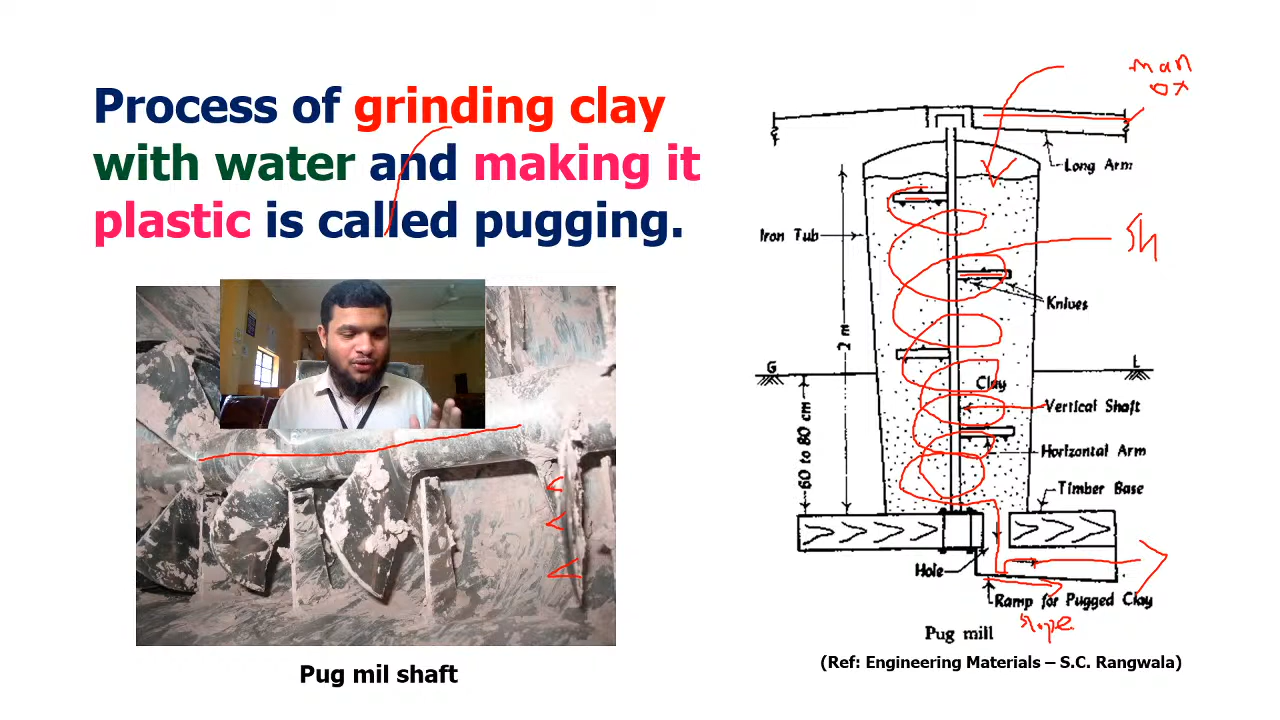 Process of grinding clay
with water and making it
plastic is called pugging.
Pug mil shaft
man
ox
Long Arm
Iron Tub
Sh
Knives
2 m
G
L
Clay
Vertical Shaft
60 to 80 cm
Horizontal Arm
Timber Base
Hole
Ramp for Pugged Clay
slope
Pug mill
(Ref: Engineering Materials – S.C. Rangwala)